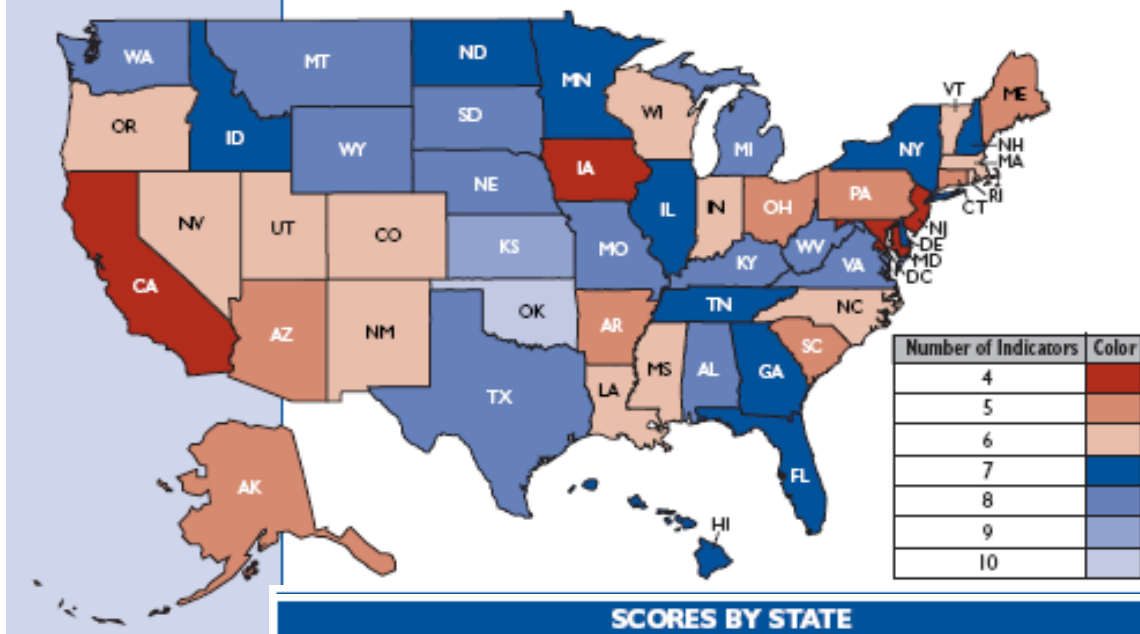 WA
MT
ND
MN
VT
ME
OR
ID
WY
SD
WI
MI
NY
NH
MA
RI
CT
NV
UT
CO
NE
IA
IL
IN
OH
PA
NJ
DE
MD
DC
CA
KS
MO
KY
WV
VA
AZ
NM
OK
AR
TN
NC
SC
TX
LA
MS
AL
GA
FL
AK
HI
Number of Indicators Color
4
5
6
7
8
9
10
SCORES BY STATE